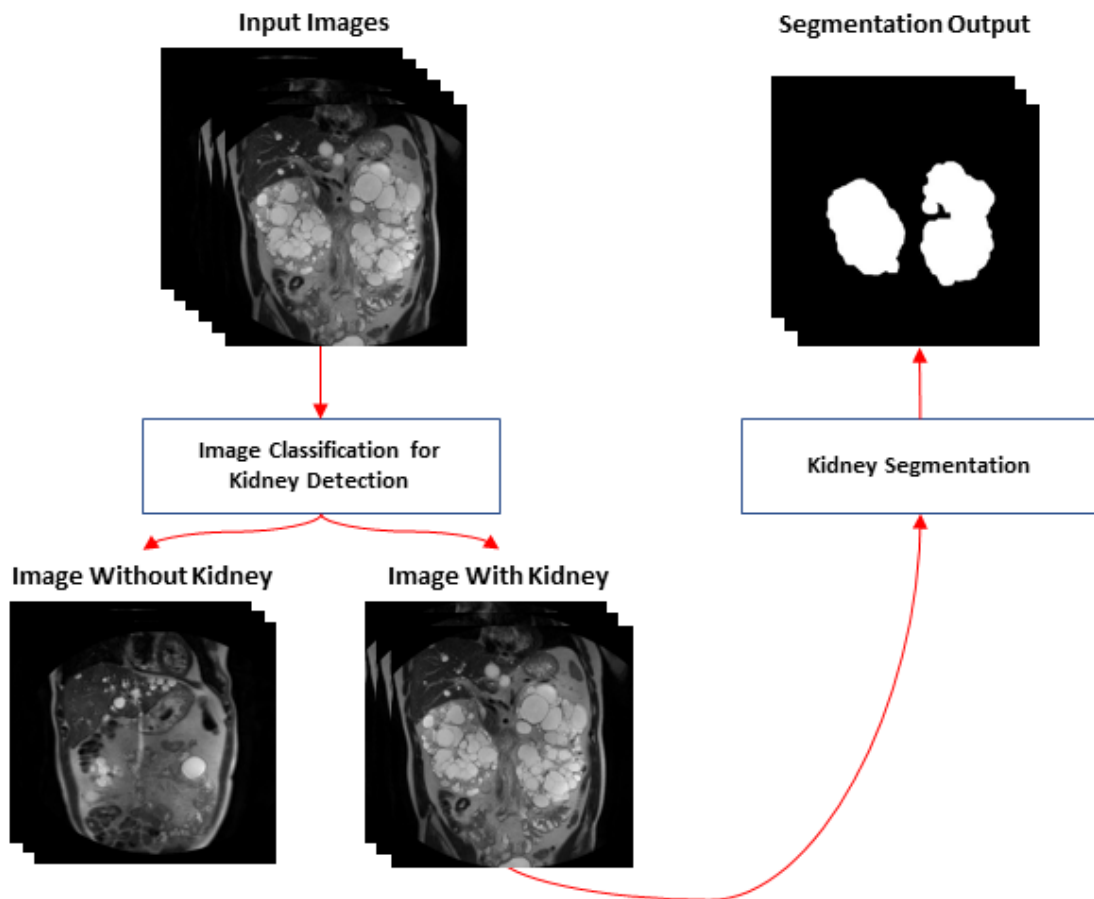 Input Images
Segmentation Output
Image Classification for
Kidney Detection
Kidney Segmentation
Image Without Kidney
Image With Kidney